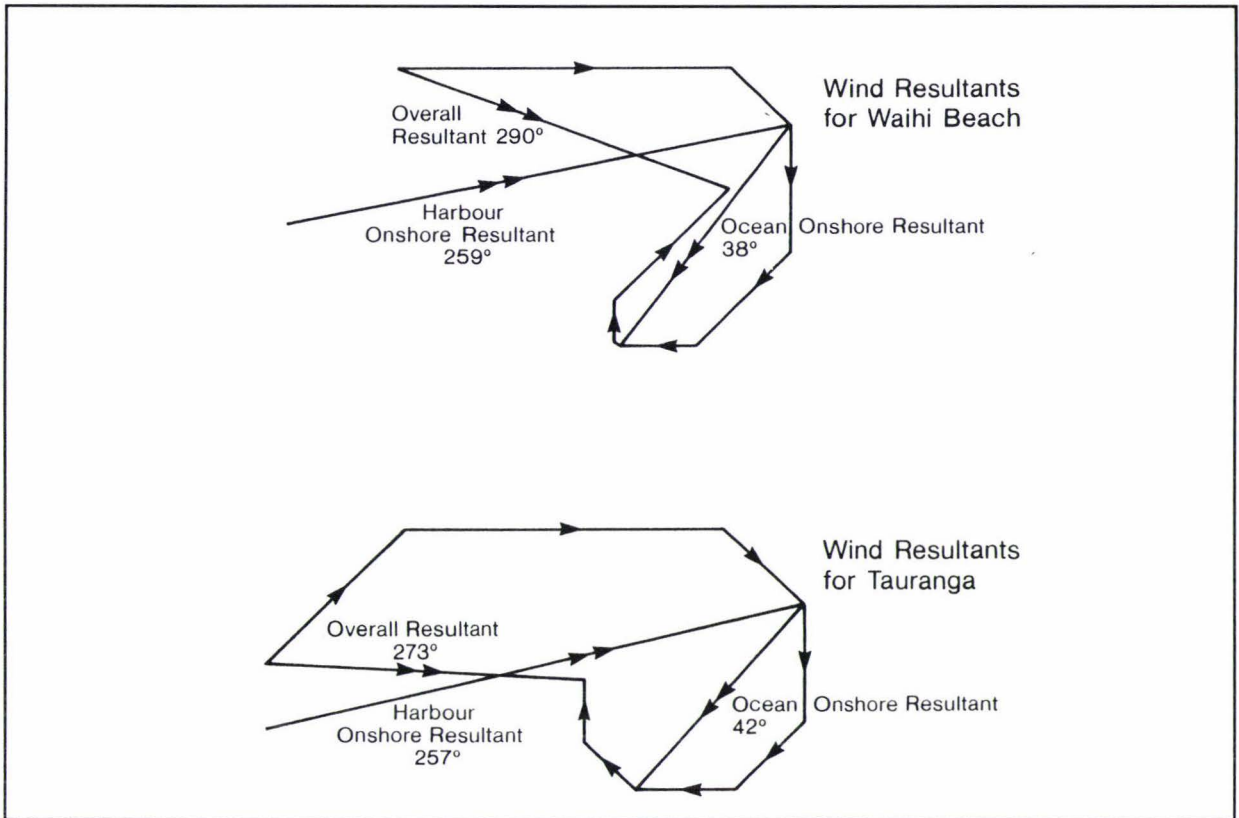 Wind Resultants
for Waihi Beach
Overall
Resultant 290°
Harbour
Onshore Resultant
259°
Ocean Onshore Resultant
38°
Wind Resultants
for Tauranga
Overall Resultant
273°
Harbour
Onshore Resultant
257°
Ocean Onshore Resultant
42°